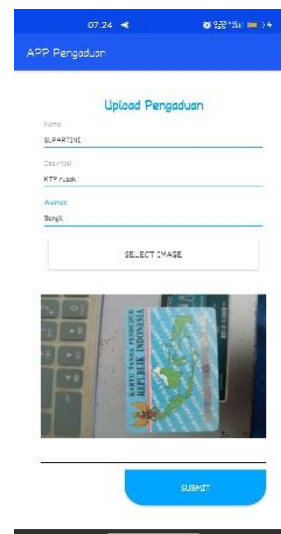 07.24
APP Pengaduan
Upload Pengaduan
Nama
SUPARTINI
Deskripsi
KTP rusak
Alamat
SELECT IMAGE
KARTU TANDA PENDUDUK
REPUBLIK INDONESIA
SUBMIT